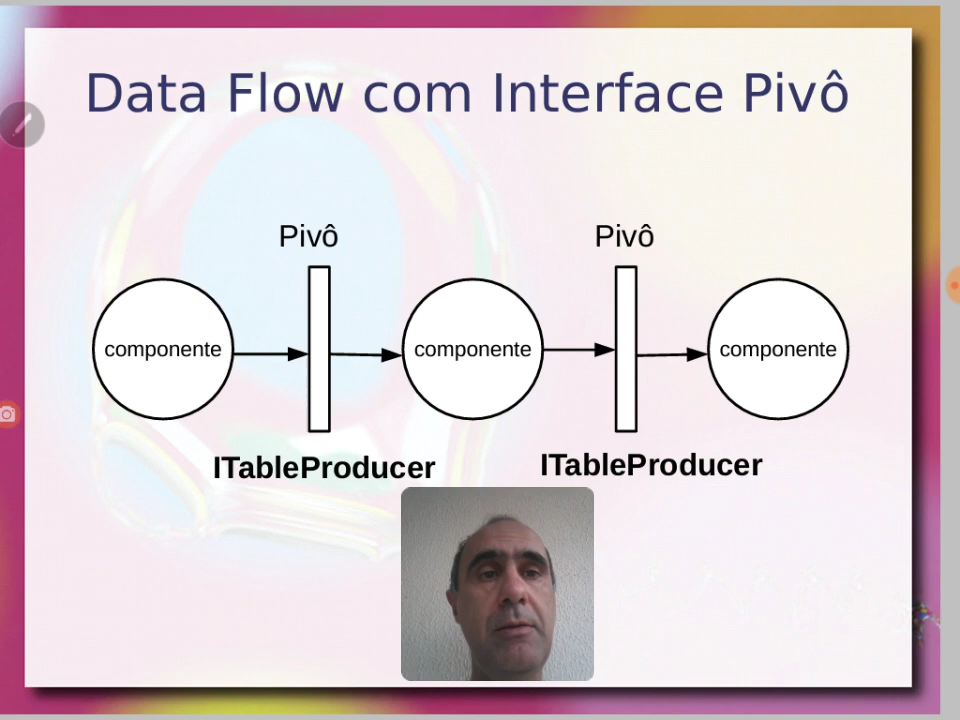 Data Flow com Interface Pivô
Pivô
Pivô
componente
componente
componente
ITableProducer
ITableProducer